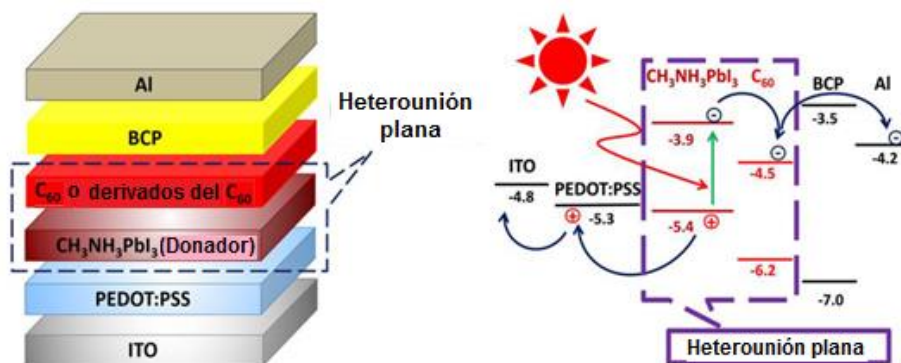 Al
BCP
C₆₀ o derivados del C₆₀
CH₃NH₃PbI₃(Donador)
PEDOT:PSS
ITO
Heterounión
plana
CH₃NH₃PbI₃ C₆₀
BCP
Al
-3.5
-3.9
-4.2
ITO
-4.5
PEDOT:PSS
-4.8
-5.3
-5.4
-6.2
-7.0
Heterounión plana